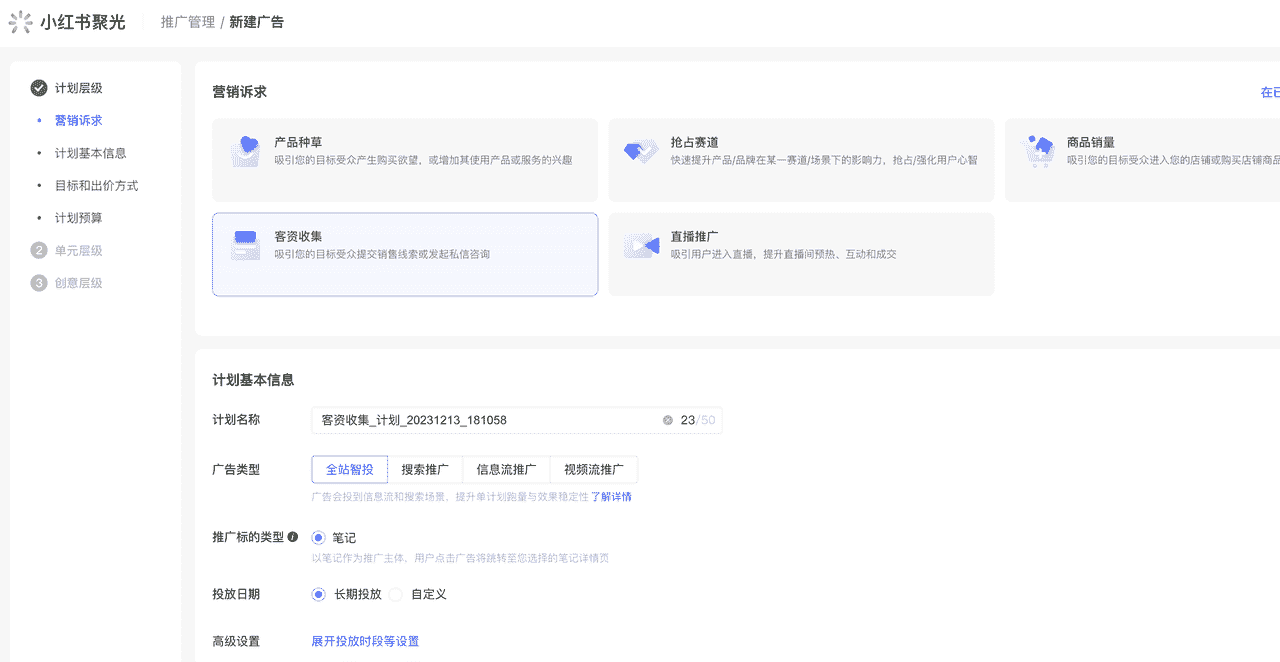 小红书聚光
推广管理 / 新建广告
计划层级
营销诉求
计划基本信息
目标和出价方式
计划预算
2 单元层级
3 创意层级
营销诉求
在已
产品种草
吸引您的目标受众产生购买欲望，或增加其使用产品或服务的兴趣
抢占赛道
快速提升产品/品牌在某一赛道/场景下的影响力，抢占/强化用户心智
商品销量
吸引您的目标受众进入您的店铺或购买店铺商品
客资收集
吸引您的目标受众提交销售线索或发起私信咨询
直播推广
吸引用户进入直播，提升直播间预热、互动和成交
计划基本信息
计划名称 客资收集_计划_20231213_181058 23/50
广告类型 全站智投 搜索推广 信息流推广 视频流推广
广告会投到信息流和搜索场景，提升单计划跑量与效果稳定性 了解详情
推广标的类型 笔记
以笔记作为推广主体，用户点击广告将跳转至您选择的笔记详情页
投放日期 长期投放 自定义
高级设置 展开投放时段等设置